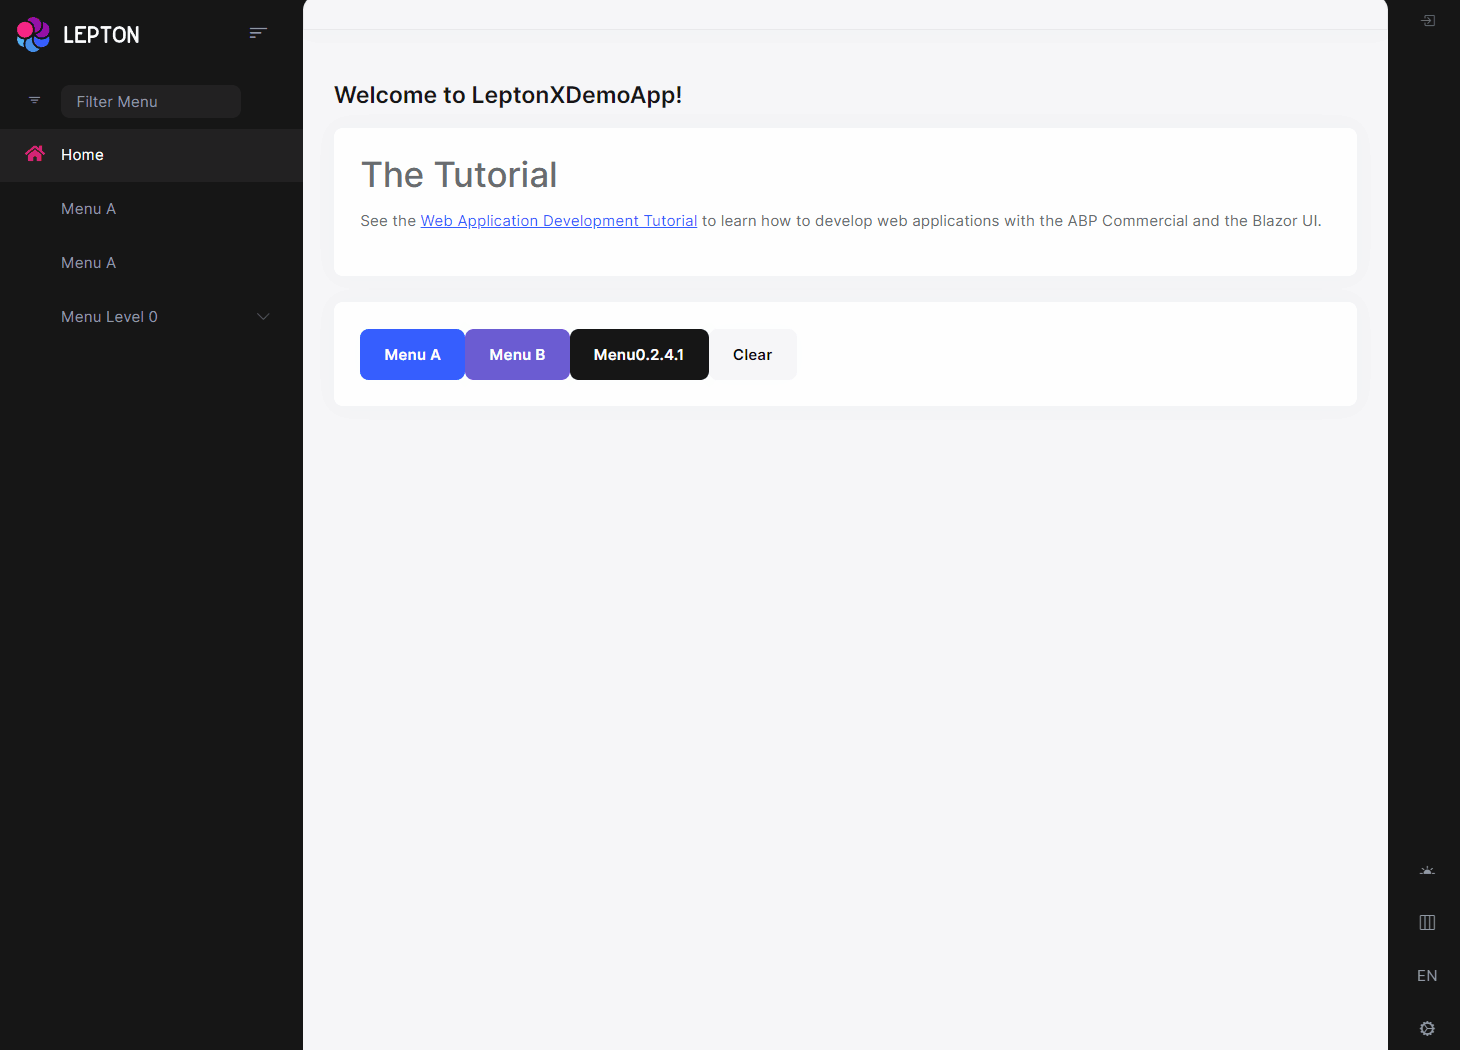 LEPTON
Filter Menu
Home
Menu A
Menu A
Menu Level 0
Welcome to LeptonXDemoApp!
The Tutorial
See the Web Application Development Tutorial to learn how to develop web applications with the ABP Commercial and the Blazor UI.
Menu A Menu B Menu0.2.4.1 Clear
EN